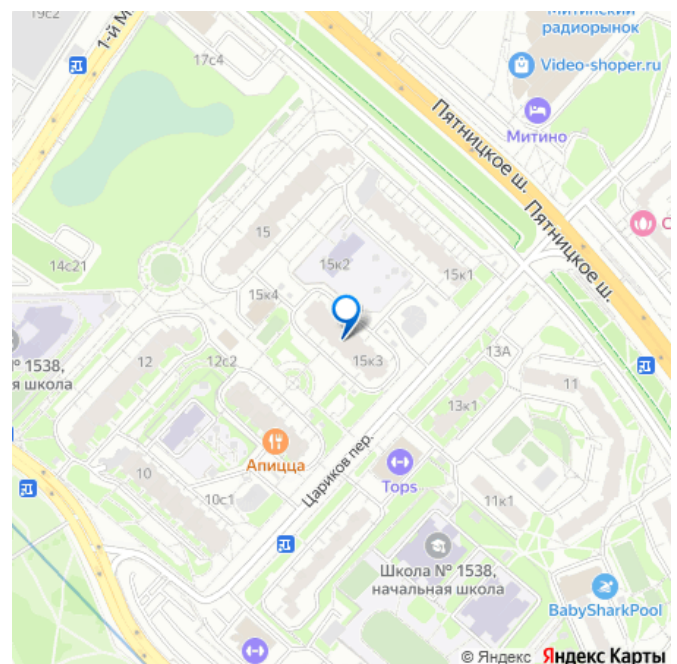 19с2
1-й М
17с4
Митинский
радиорынок
Video-shoper.ru
Митино
Пятницкое ш.
Пятницкое ш.
С
15
14с21
15к2
15к1
15к4
15к3
13А
№ 1538,
я школа
12
12с2
11
13к1
Апицца
Цариков пер.
Tops
10
10с1
11к1
Школа № 1538,
начальная школа
BabySharkPool
© Яндекс Яндекс Карты